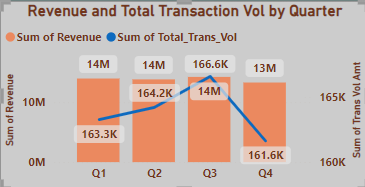 Revenue and Total Transaction Vol by Quarter
Sum of Revenue Sum of Total_Trans_Vol
14M 14M 166.6K 13M
164.2K 14M
163.3K 161.6K
10M 165K
0M 160K
Sum of Revenue
Sum of Trans Vol Amt
Q1 Q2 Q3 Q4